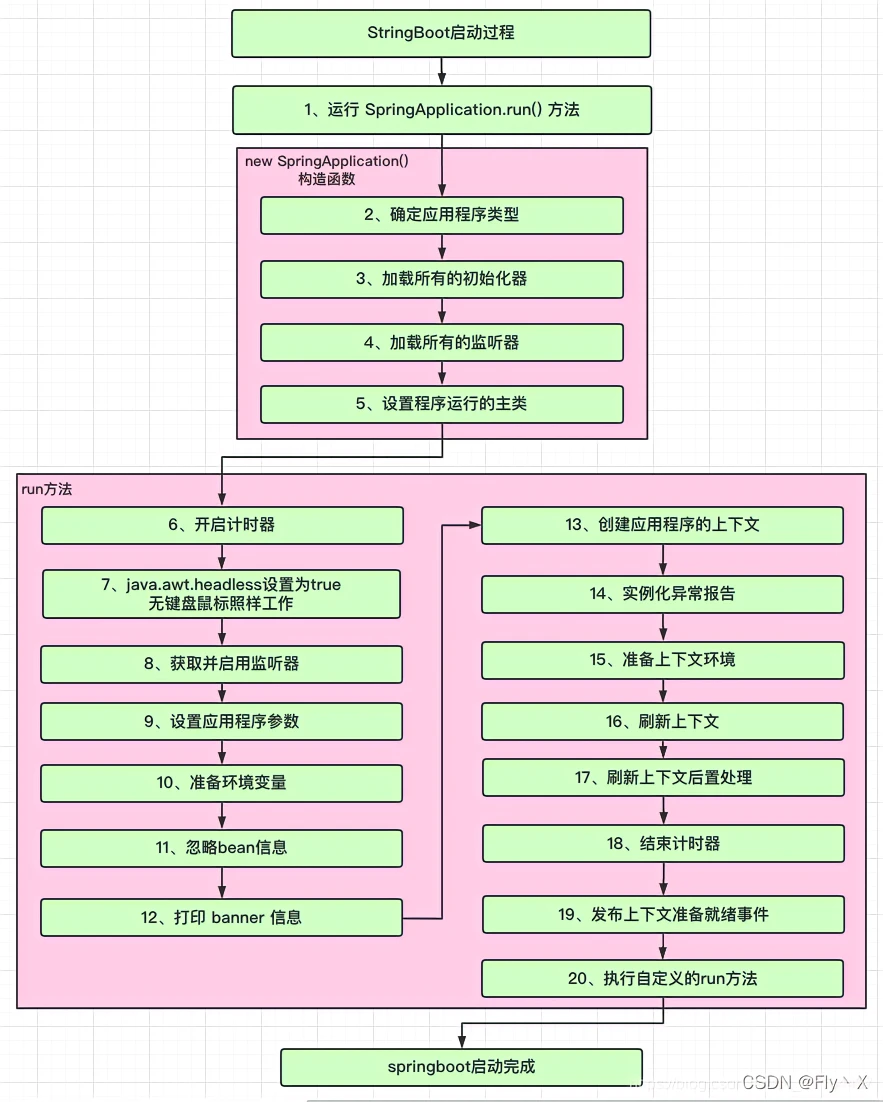 StringBoot启动过程
1、运行 SpringApplication.run() 方法
new SpringApplication()
构造函数
2、确定应用程序类型
3、加载所有的初始化器
4、加载所有的监听器
5、设置程序运行的主类
run方法
6、开启计时器
7、java.awt.headless设置为true
无键盘鼠标照样工作
8、获取并启用监听器
9、设置应用程序参数
10、准备环境变量
11、忽略bean信息
12、打印 banner 信息
13、创建应用程序的上下文
14、实例化异常报告
15、准备上下文环境
16、刷新上下文
17、刷新上下文后置处理
18、结束计时器
19、发布上下文准备就绪事件
20、执行自定义的run方法
springboot启动完成
CSDN @Fly丶X